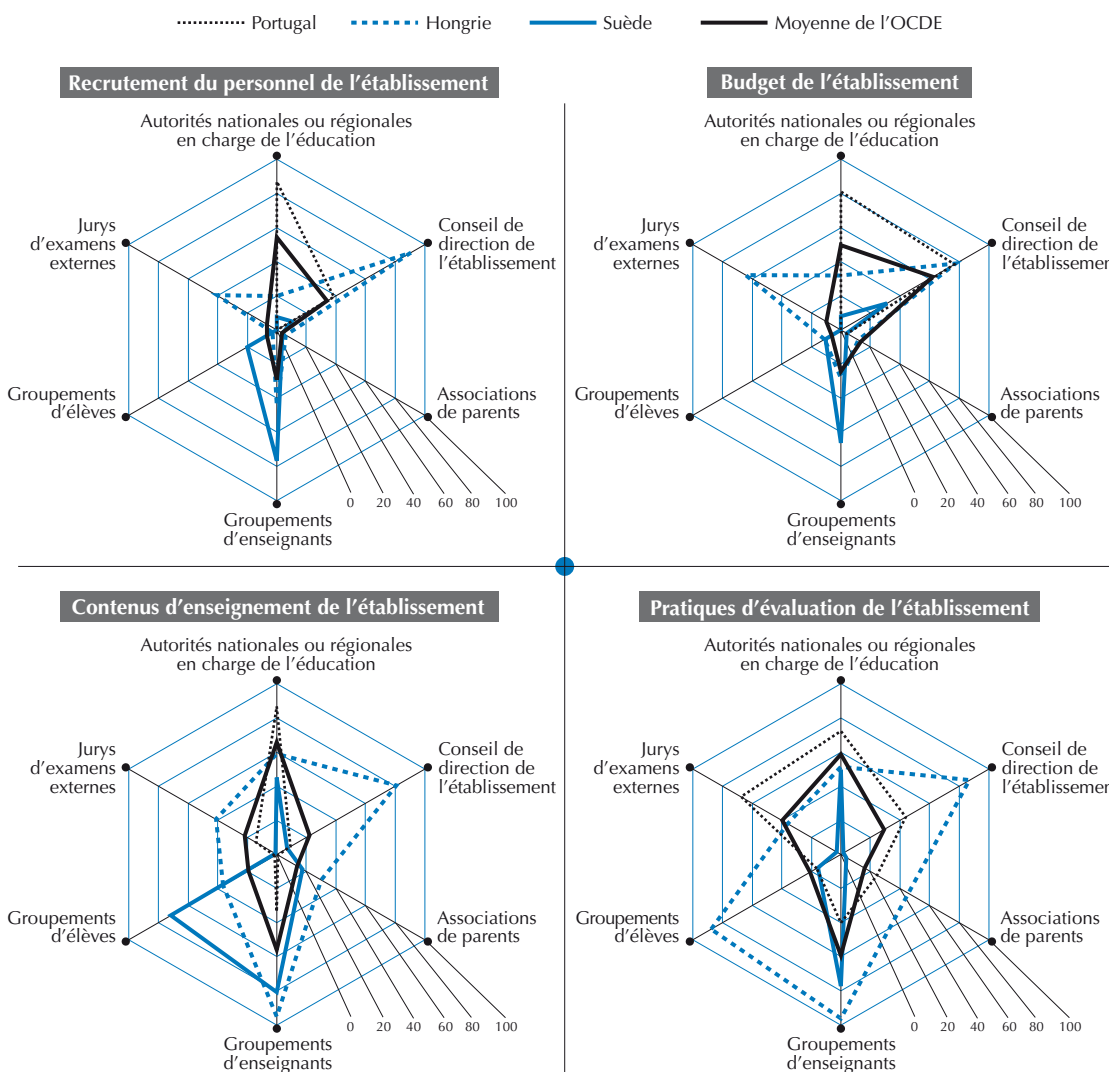 Portugal
Hongrie
Suède
Moyenne de l’OCDE
Recrutement du personnel de l’établissement
Autorités nationales ou régionales
en charge de l’éducation
Jurys
d’examens
externes
Conseil de
direction de
l’établissement
Groupements
d’élèves
Associations
de parents
0 20 40 60 80 100
Groupements
d’enseignants
Budget de l’établissement
Autorités nationales ou régionales
en charge de l’éducation
Jurys
d’examens
externes
Conseil de
direction de
l’établissement
Groupements
d’élèves
Associations
de parents
0 20 40 60 80 100
Groupements
d’enseignants
Contenus d’enseignement de l’établissement
Autorités nationales ou régionales
en charge de l’éducation
Jurys
d’examens
externes
Conseil de
direction de
l’établissement
Groupements
d’élèves
Associations
de parents
0 20 40 60 80 100
Groupements
d’enseignants
Pratiques d’évaluation de l’établissement
Autorités nationales ou régionales
en charge de l’éducation
Jurys
d’examens
externes
Conseil de
direction de
l’établissement
Groupements
d’élèves
Associations
de parents
0 20 40 60 80 100
Groupements
d’enseignants